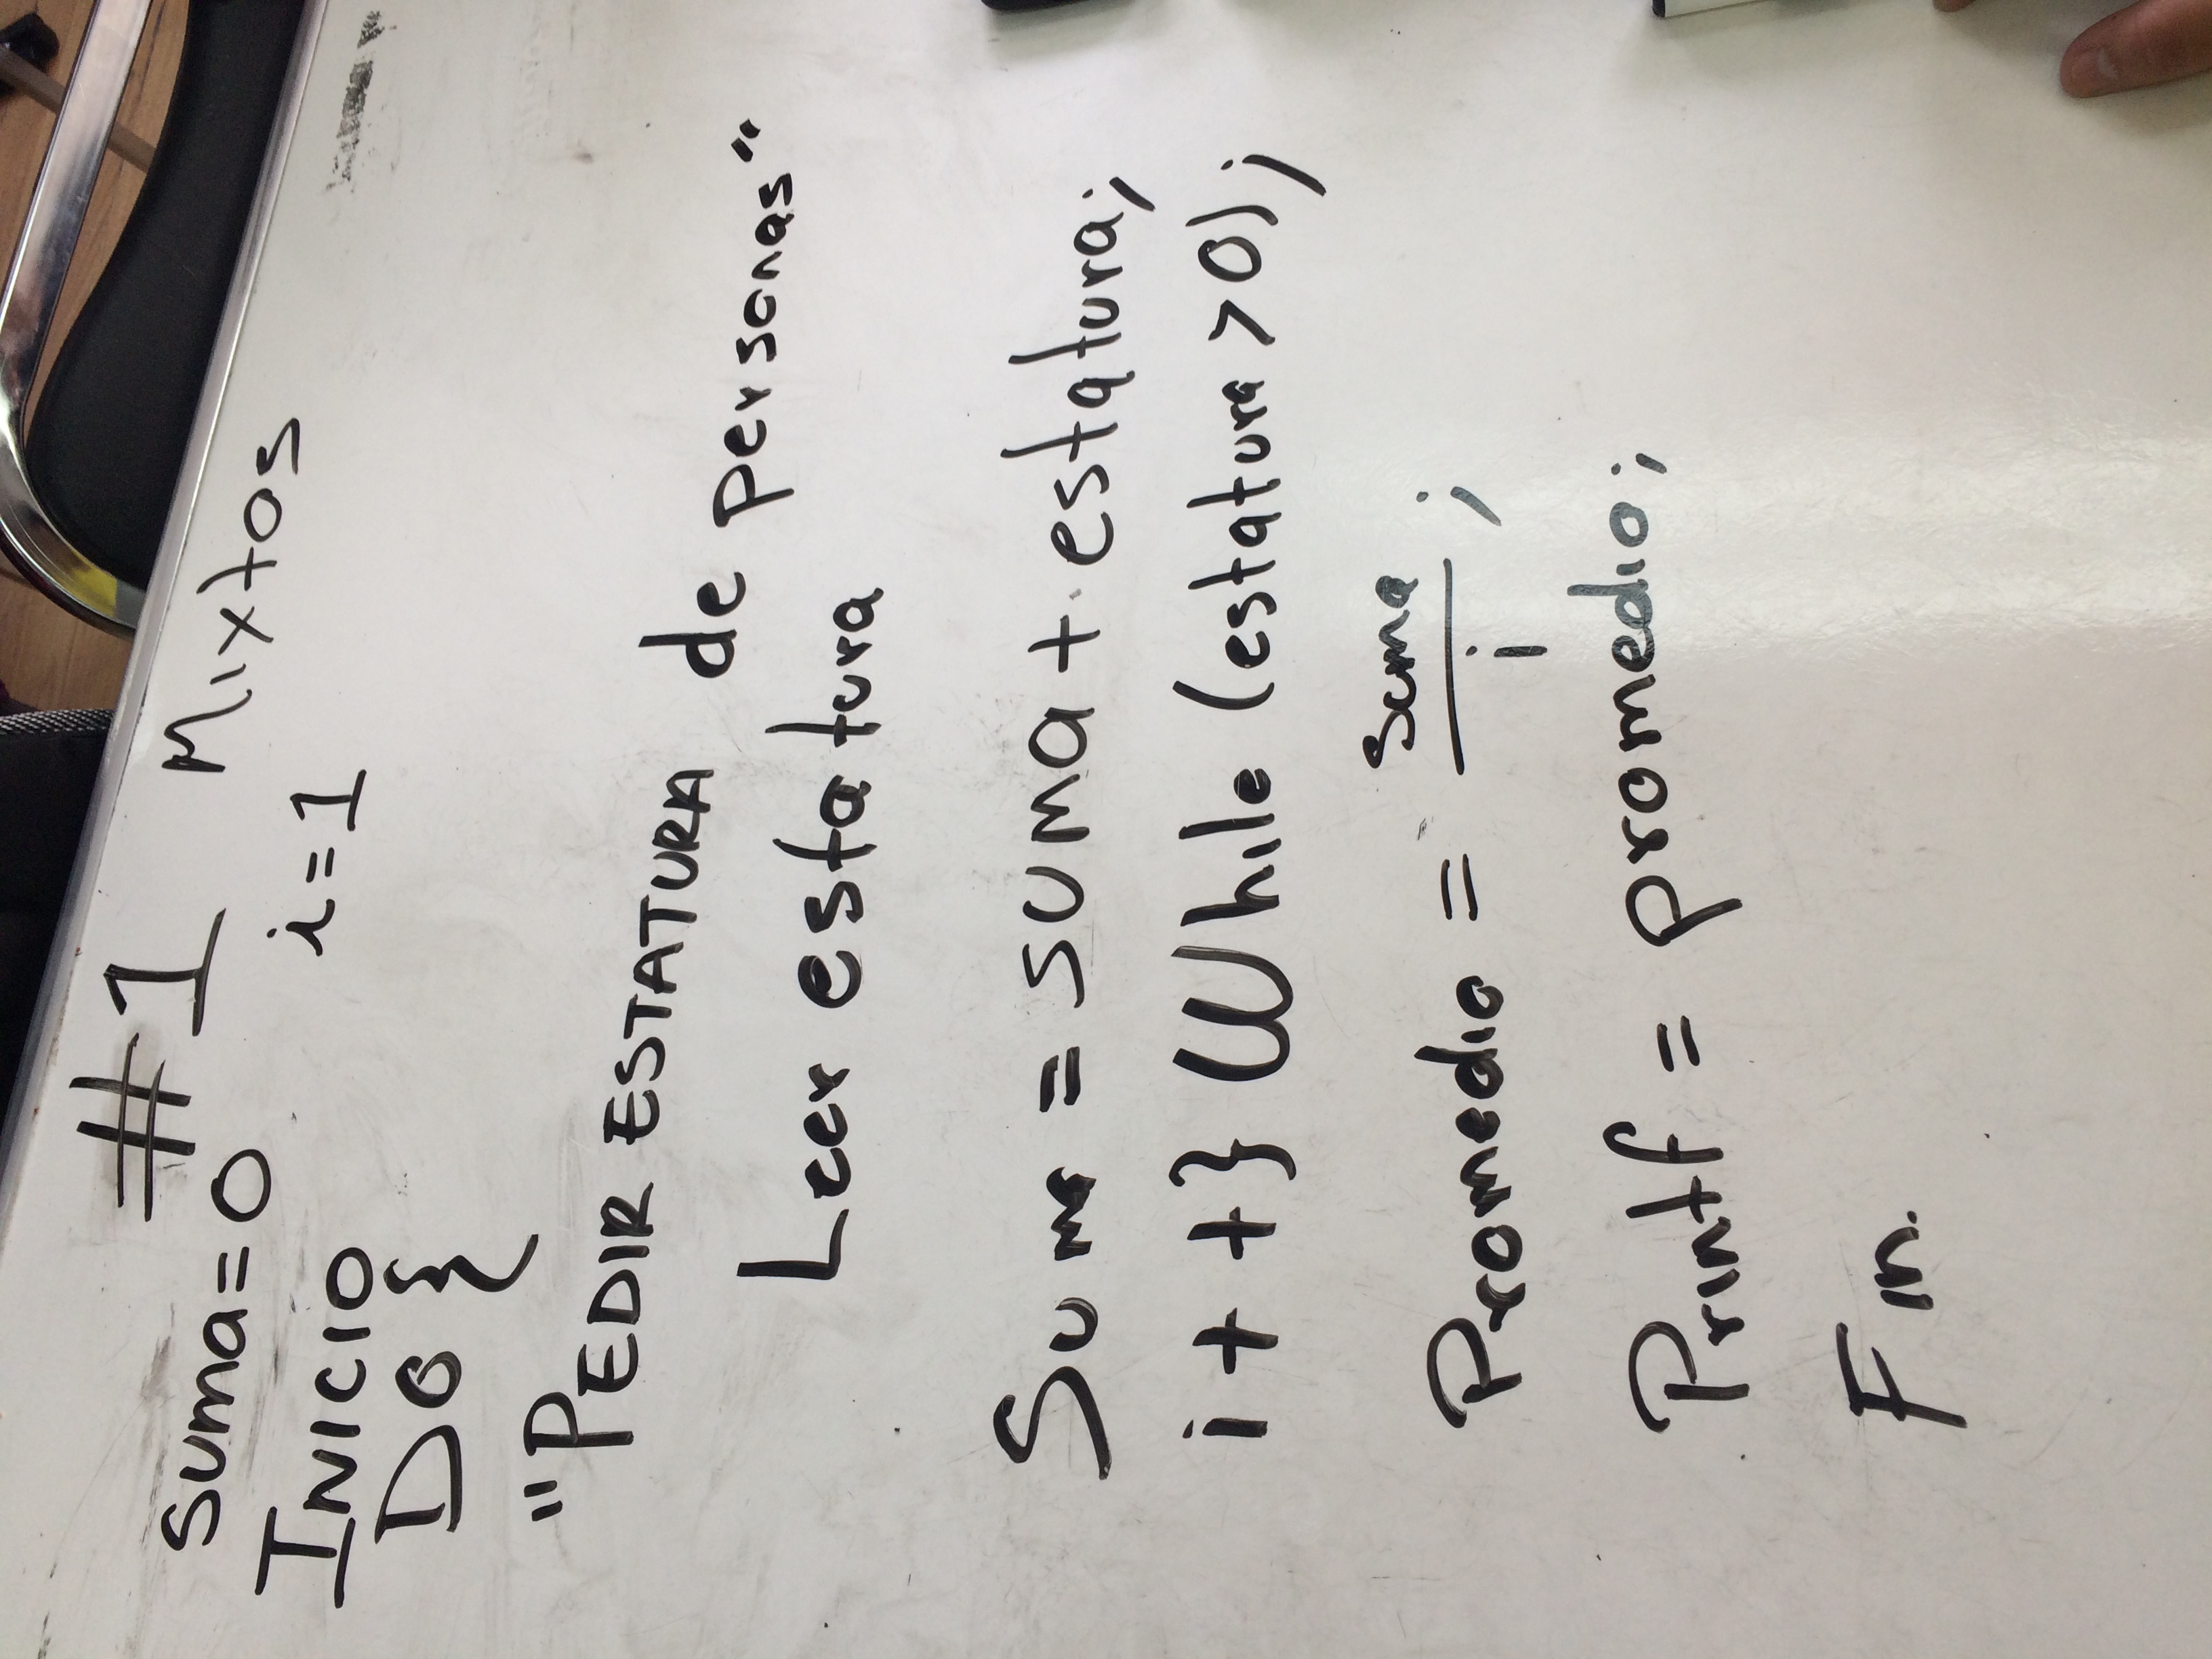 #1 Mixtos
suma=0
i=1
INICIO
DO {
"PEDIR ESTATURA de personas"
Leer estatura
Suma = suma + estatura;
i + +} While (estatura > 0);
Promedio = suma / i ;
Printf = promedio;
Fin.